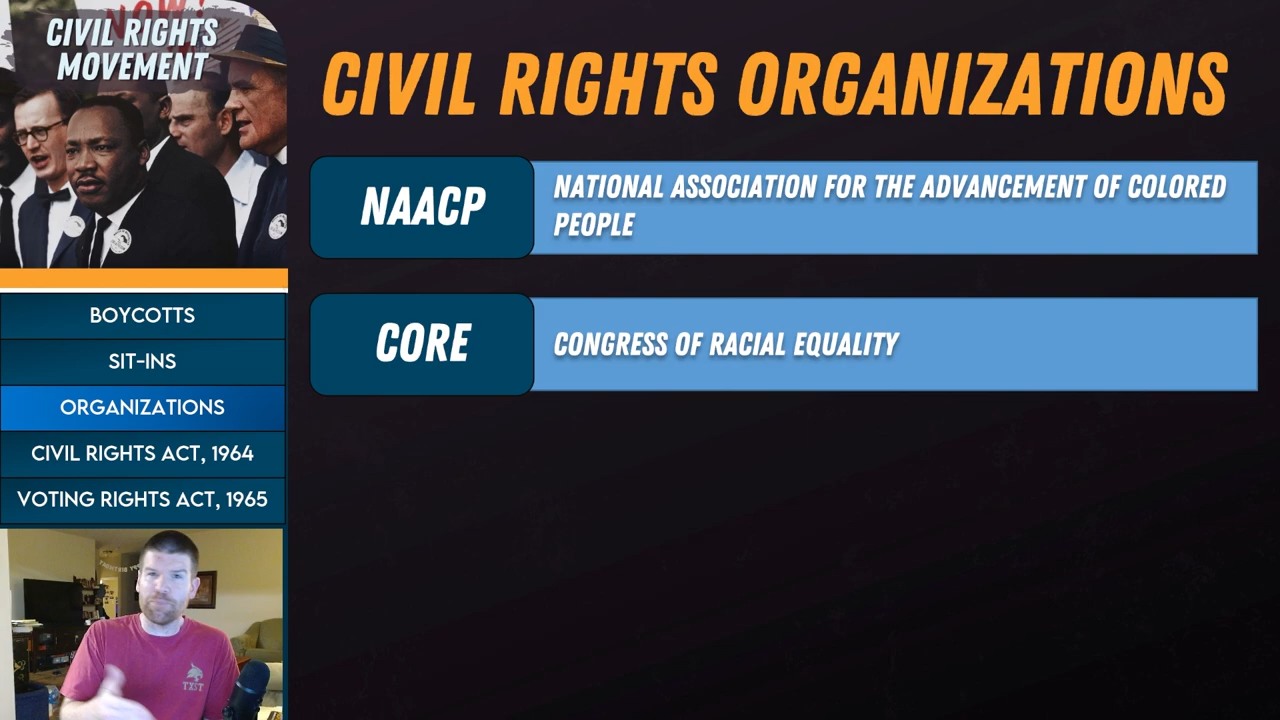 NOW!
CIVIL RIGHTS
MOVEMENT
CIVIL RIGHTS ORGANIZATIONS
NAACP
NATIONAL ASSOCIATION FOR THE ADVANCEMENT OF COLORED
PEOPLE
CORE
CONGRESS OF RACIAL EQUALITY
BOYCOTTS
SIT-INS
ORGANIZATIONS
CIVIL RIGHTS ACT, 1964
VOTING RIGHTS ACT, 1965
TXST